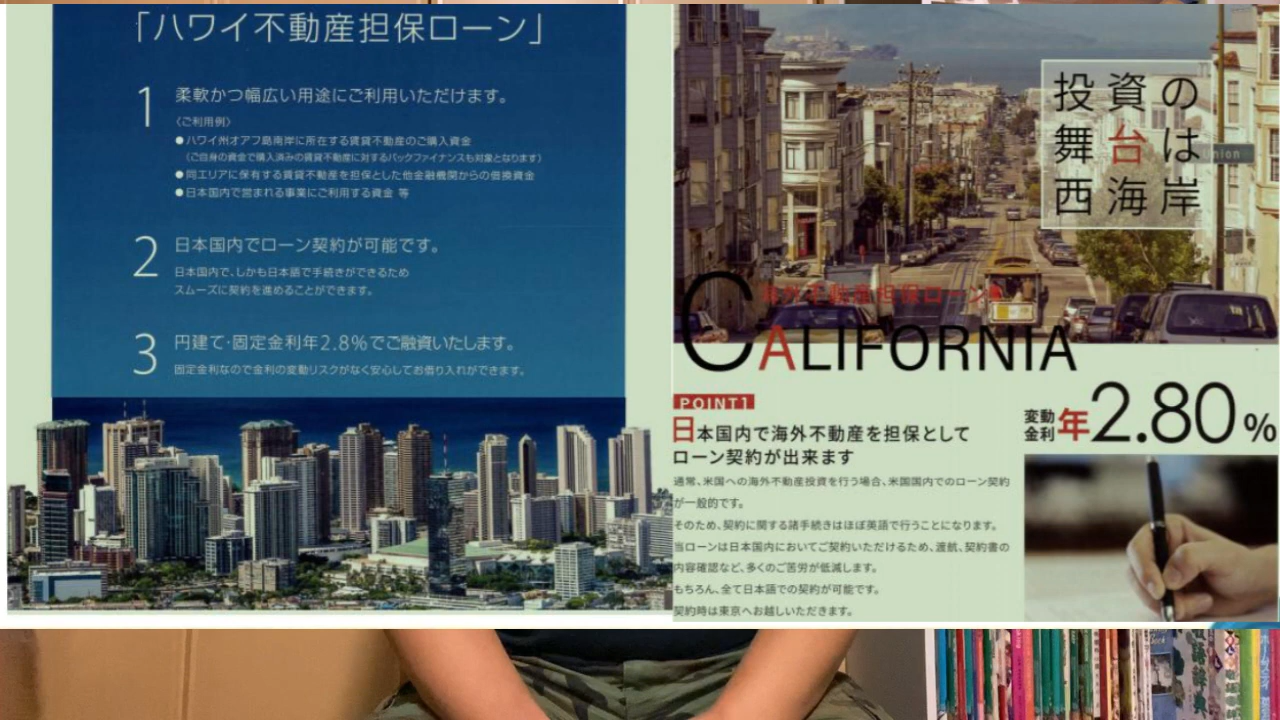 「ハワイ不動産担保ローン」
1 柔軟かつ幅広い用途にご利用いただけます。
〈ご利用例〉
●ハワイ州オアフ島南岸に所在する賃貸不動産のご購入資金
(ご自身の資金で購入済みの賃貸不動産に対するバックファイナンスも対象となります)
●同エリアに保有する賃貸不動産を担保とした他金融機関からの借換資金
●日本国内で営まれる事業にご利用する資金 等
2 日本国内でローン契約が可能です。
日本国内で、しかも日本語で手続きができるため
スムーズに契約を進めることができます。
3 円建て・固定金利年2.8%でご融資いたします。
固定金利なので金利の変動リスクがなく安心してお借り入れができます。
投資の
舞台は
西海岸
Union
海外不動産担保ローン
CALIFORNIA
POINT1
日本国内で海外不動産を担保として
ローン契約が出来ます
変動
金利
年2.80%
通常、米国への海外不動産投資を行う場合、米国国内でのローン契約
が一般的です。
そのため、契約に関する諸手続きはほぼ英語で行うことになります。
当ローンは日本国内においてご契約いただけるため、渡航、契約書の
内容確認など、多くのご苦労が低減します。
もちろん、全て日本語での契約が可能です。
契約時は東京へお越しいただきます。